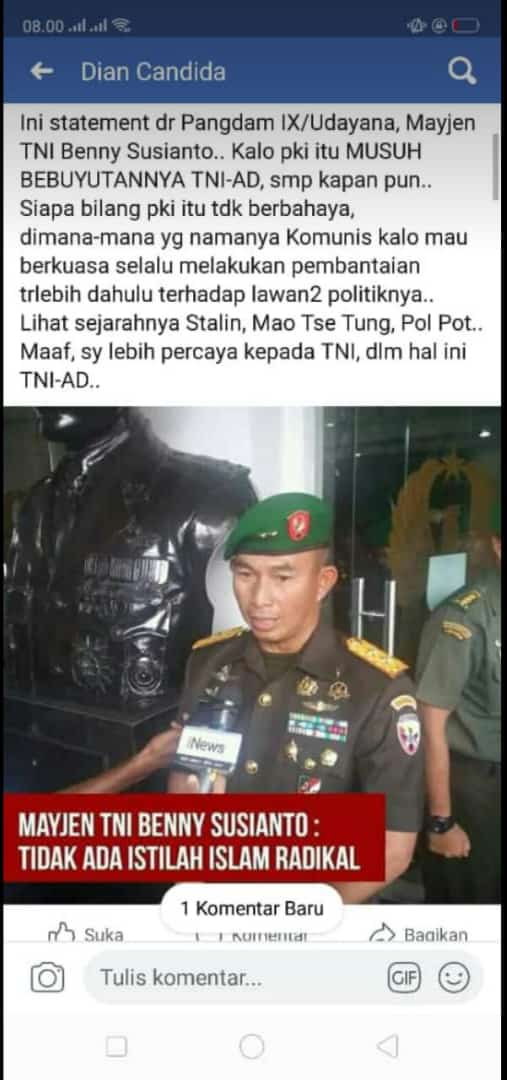 08.00
Dian Candida
Ini statement dr Pangdam IX/Udayana, Mayjen
TNI Benny Susianto.. Kalo pki itu MUSUH
BEBUYUTANNYA TNI-AD, smp kapan pun..
Siapa bilang pki itu tdk berbahaya,
dimana-mana yg namanya Komunis kalo mau
berkuasa selalu melakukan pembantaian
trlebih dahulu terhadap lawan2 politiknya..
Lihat sejarahnya Stalin, Mao Tse Tung, Pol Pot..
Maaf, sy lebih percaya kepada TNI, dlm hal ini
TNI-AD..
iNews
MAYJEN TNI BENNY SUSIANTO :
TIDAK ADA ISTILAH ISLAM RADIKAL
1 Komentar Baru
Suka
Komentar
Bagikan
Tulis komentar...
GIF